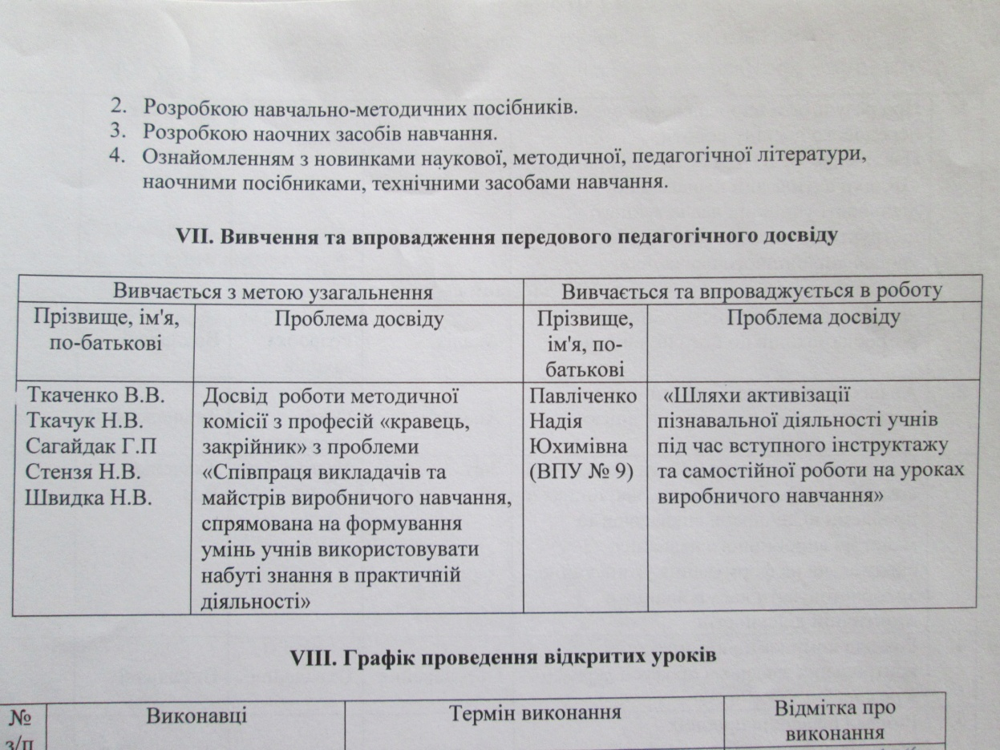 2. Розробкою навчально-методичних посібників.
3. Розробкою наочних засобів навчання.
4. Ознайомленням з новинками наукової, методичної, педагогічної літератури,
наочними посібниками, технічними засобами навчання.
VII. Вивчення та впровадження передового педагогічного досвіду
Вивчається з метою узагальнення
Вивчається та впроваджується в роботу
Прізвище, ім'я,
по-батькові
Проблема досвіду
Прізвище,
ім'я, по-
батькові
Проблема досвіду
Ткаченко В.В.
Ткачук Н.В.
Сагайдак Г.П
Стензя Н.В.
Швидка Н.В.
Досвід роботи методичної
комісії з професій «кравець,
закрійник» з проблеми
«Співпраця викладачів та
майстрів виробничого навчання,
спрямована на формування
умінь учнів використовувати
набуті знання в практичній
діяльності»
Павліченко
Надія
Юхимівна
(ВПУ № 9)
«Шляхи активізації
пізнавальної діяльності учнів
під час вступного інструктажу
та самостійної роботи на уроках
виробничого навчання»
VIII. Графік проведення відкритих уроків
№
з/п
Виконавці
Термін виконання
Відмітка про
виконання